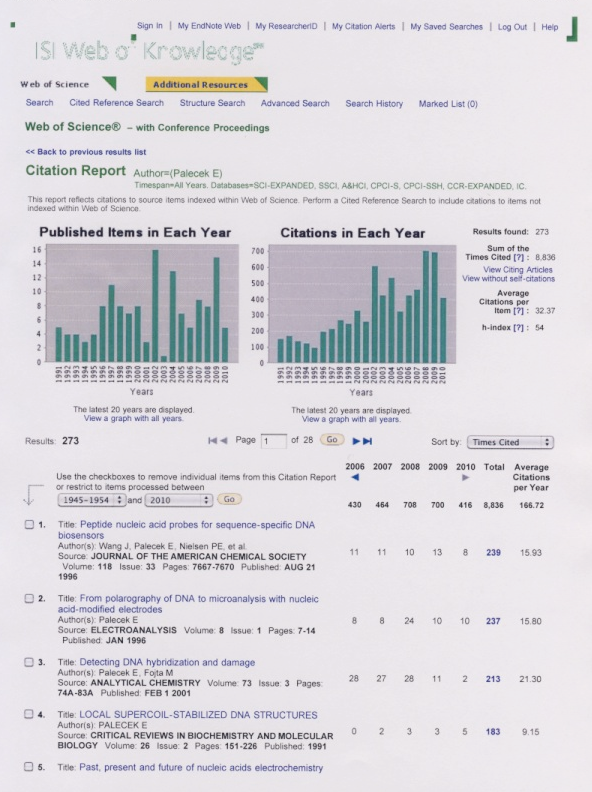 Sign In | My EndNote Web | My ResearcherID | My Citation Alerts | My Saved Searches | Log Out | Help
ISI Web of Knowledge℠
Web of Science
Additional Resources
Search Cited Reference Search Structure Search Advanced Search Search History Marked List (0)
Web of Science® – with Conference Proceedings
<< Back to previous results list
Citation Report Author=(Palecek E)
Timespan=All Years. Databases=SCI-EXPANDED, SSCI, A&HCI, CPCI-S, CPCI-SSH, CCR-EXPANDED, IC.
This report reflects citations to source items indexed within Web of Science. Perform a Cited Reference Search to include citations to items not
indexed within Web of Science.
Published Items in Each Year
16
14
12
10
8
6
4
2
0
1991 1992 1993 1994 1995 1996 1997 1998 1999 2000 2001 2002 2003 2004 2005 2006 2007 2008 2009 2010
Years
The latest 20 years are displayed.
View a graph with all years.
Citations in Each Year
700
600
500
400
300
200
100
0
1991 1992 1993 1994 1995 1996 1997 1998 1999 2000 2001 2002 2003 2004 2005 2006 2007 2008 2009 2010
Years
The latest 20 years are displayed.
View a graph with all years.
Results found: 273
Sum of the
Times Cited [?] : 8,836
View Citing Articles
View without self-citations
Average
Citations per
Item [?] : 32.37
h-index [?] : 54
Results: 273
Page 1 of 28 Go
Sort by: Times Cited
Use the checkboxes to remove individual items from this Citation Report
or restrict to items processed between
1945-1954 and 2010 Go
2006 2007 2008 2009 2010 Total Average
Citations
per Year
430 464 708 700 416 8,836 166.72
1. Title: Peptide nucleic acid probes for sequence-specific DNA
biosensors
Author(s): Wang J, Palecek E, Nielsen PE, et al.
Source: JOURNAL OF THE AMERICAN CHEMICAL SOCIETY
Volume: 118 Issue: 33 Pages: 7667-7670 Published: AUG 21
1996
11 11 10 13 8 239 15.93
2. Title: From polarography of DNA to microanalysis with nucleic
acid-modified electrodes
Author(s): Palecek E
Source: ELECTROANALYSIS Volume: 8 Issue: 1 Pages: 7-14
Published: JAN 1996
8 8 24 10 10 237 15.80
3. Title: Detecting DNA hybridization and damage
Author(s): Palecek E, Fojta M
Source: ANALYTICAL CHEMISTRY Volume: 73 Issue: 3 Pages:
74A-83A Published: FEB 1 2001
28 27 28 11 2 213 21.30
4. Title: LOCAL SUPERCOIL-STABILIZED DNA STRUCTURES
Author(s): PALECEK E
Source: CRITICAL REVIEWS IN BIOCHEMISTRY AND MOLECULAR
BIOLOGY Volume: 26 Issue: 2 Pages: 151-226 Published: 1991
0 2 3 3 5 183 9.15
5. Title: Past, present and future of nucleic acids electrochemistry